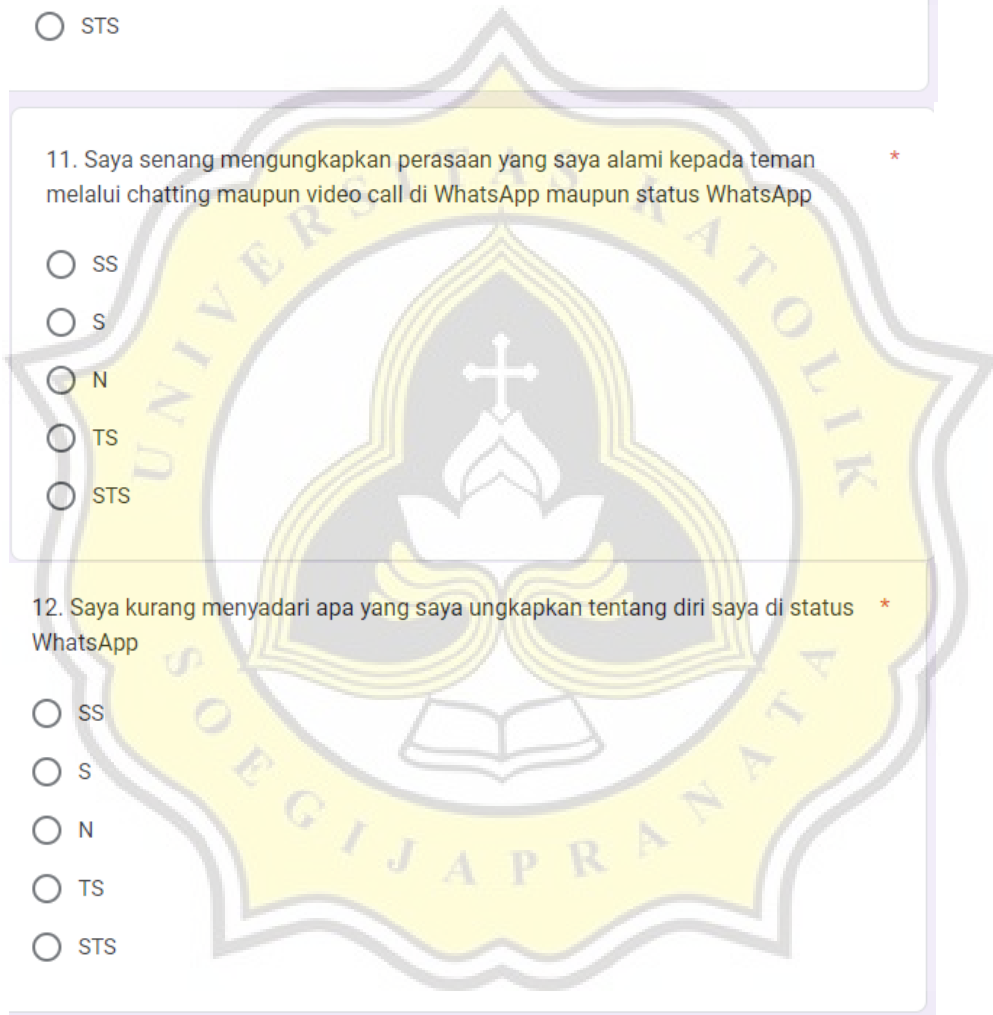 STS
11. Saya senang mengungkapkan perasaan yang saya alami kepada teman *
melalui chatting maupun video call di WhatsApp maupun status WhatsApp
SS
S
N
TS
STS
12. Saya kurang menyadari apa yang saya ungkapkan tentang diri saya di status *
WhatsApp
SS
S
N
TS
STS
UNIVERSITAS KATOLIK
SOEGIJAPRANATA